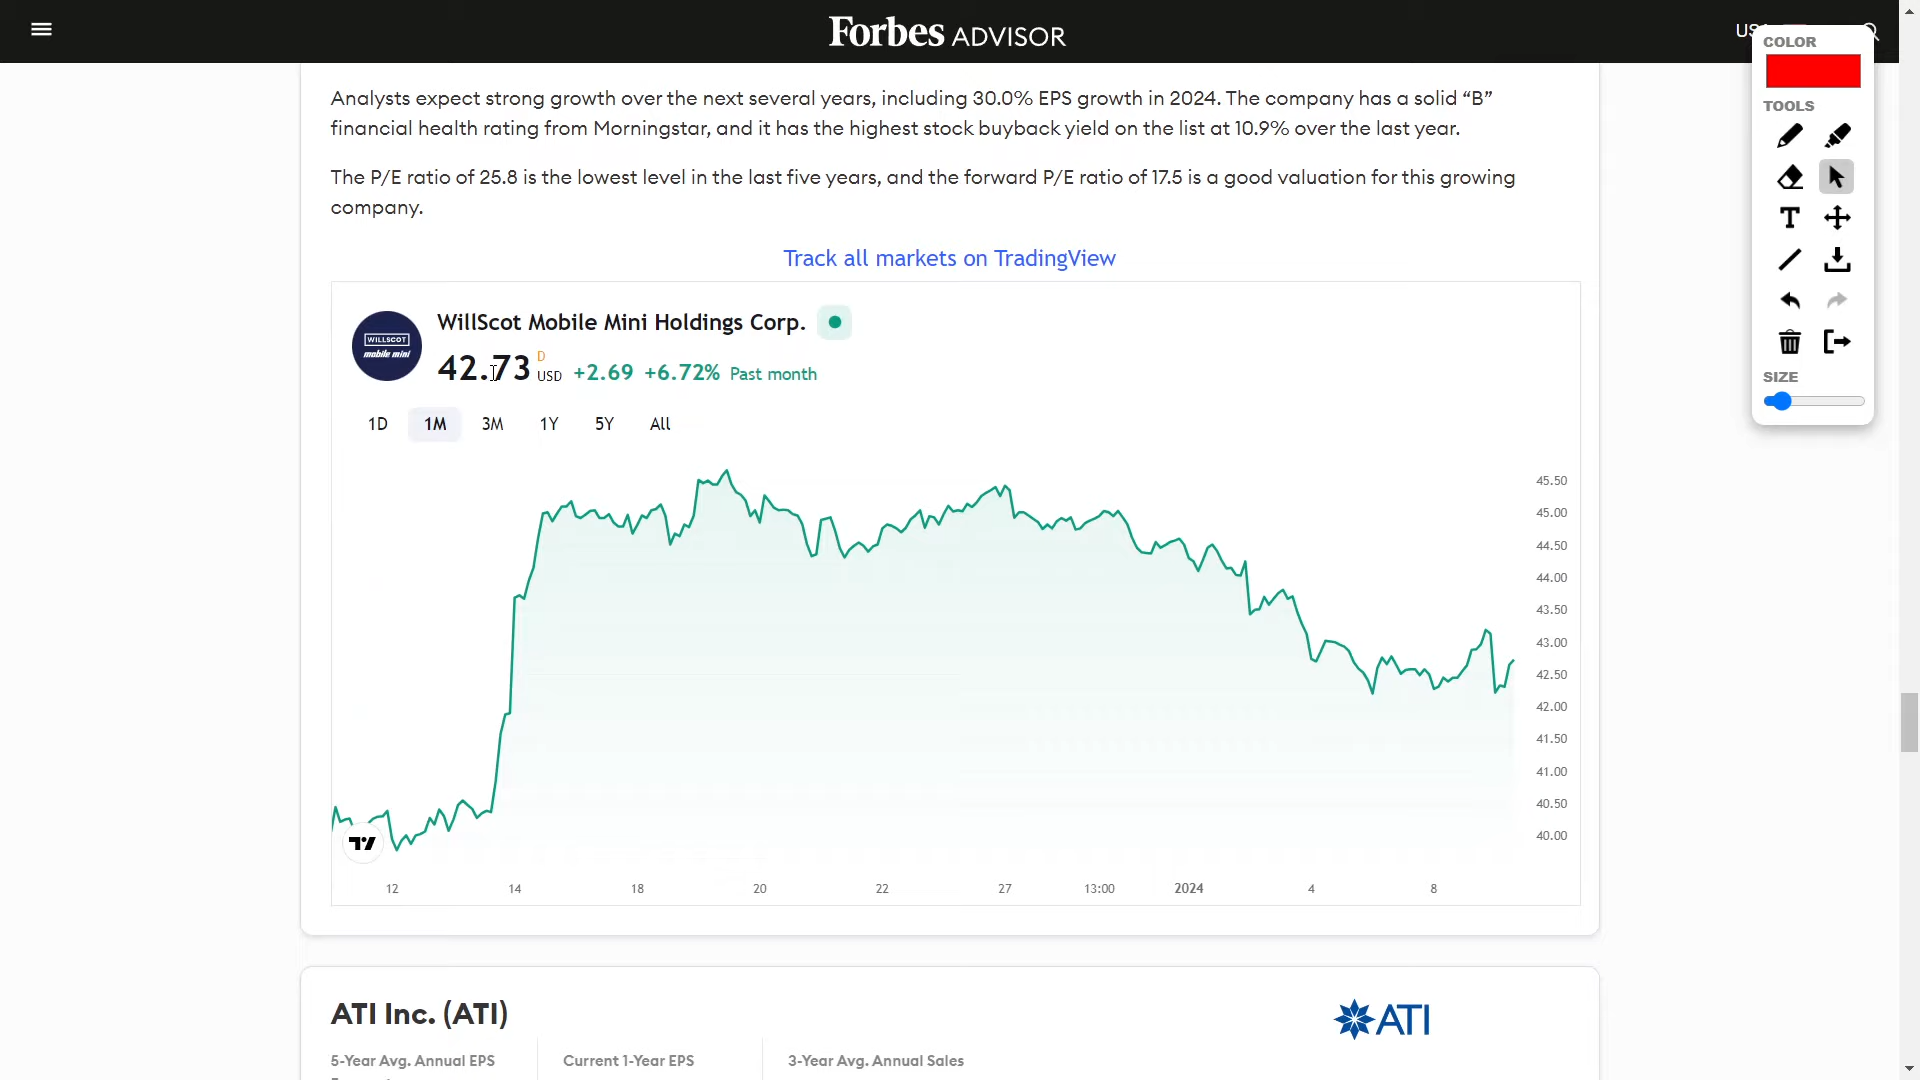 Forbes ADVISOR
COLOR
TOOLS
SIZE
Analysts expect strong growth over the next several years, including 30.0% EPS growth in 2024. The company has a solid “B”
financial health rating from Morningstar, and it has the highest stock buyback yield on the list at 10.9% over the last year.
The P/E ratio of 25.8 is the lowest level in the last five years, and the forward P/E ratio of 17.5 is a good valuation for this growing
company.
Track all markets on TradingView
WILLSCOT
mobile mini
WillScot Mobile Mini Holdings Corp.
42.73 D USD +2.69 +6.72% Past month
1D 1M 3M 1Y 5Y All
45.50
45.00
44.50
44.00
43.50
43.00
42.50
42.00
41.50
41.00
40.50
40.00
12 14 18 20 22 27 13:00 2024 4 8
ATI Inc. (ATI)
ATI
5-Year Avg. Annual EPS
Current 1-Year EPS
3-Year Avg. Annual Sales